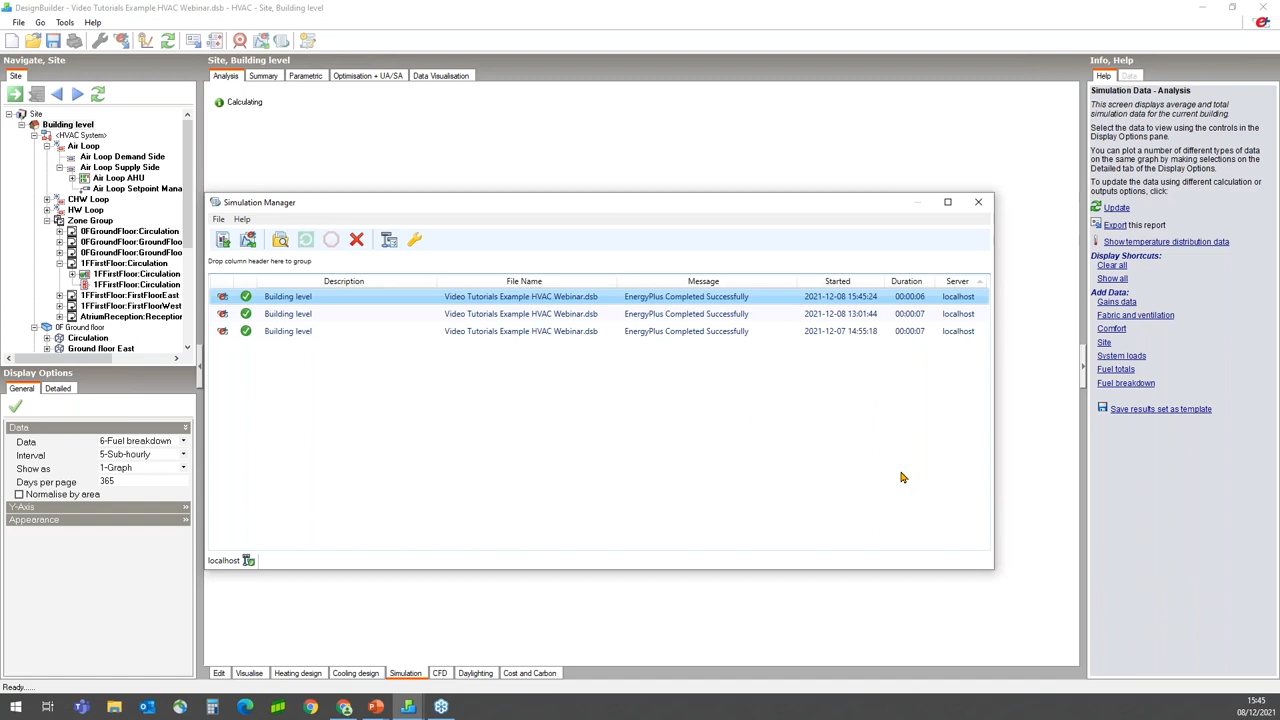 DesignBuilder - Video Tutorials Example HVAC Webinar.dsb - HVAC - Site, Building level
File Go Tools Help
Navigate, Site
Site
Site
Building level
<HVAC System>
Air Loop
Air Loop Demand Side
Air Loop Supply Side
Air Loop AHU
Air Loop Setpoint Mana
CHW Loop
HW Loop
Zone Group
0FGroundFloor:Circulation
0FGroundFloor:GroundFloo
0FGroundFloor:GroundFloo
1FFirstFloor:Circulation
1FFirstFloor:Circulation
1FFirstFloor:Circulation
1FFirstFloor:FirstFloorEast
1FFirstFloor:FirstFloorWest
AtriumReception:Receptior
0F Ground floor
Circulation
Ground floor East
Display Options
General Detailed
Data
Data 6-Fuel breakdown
Interval 5-Sub-hourly
Show as 1-Graph
Days per page 365
Normalise by area
Y-Axis
Appearance
Site, Building level
Analysis Summary Parametric Optimisation + UA/SA Data Visualisation
Calculating
Simulation Manager
File Help
Drop column header here to group
Description File Name Message Started Duration Server
Building level Video Tutorials Example HVAC Webinar.dsb EnergyPlus Completed Successfully 2021-12-08 15:45:24 00:00:06 localhost
Building level Video Tutorials Example HVAC Webinar.dsb EnergyPlus Completed Successfully 2021-12-08 13:01:44 00:00:07 localhost
Building level Video Tutorials Example HVAC Webinar.dsb EnergyPlus Completed Successfully 2021-12-07 14:55:18 00:00:07 localhost
localhost
Edit Visualise Heating design Cooling design Simulation CFD Daylighting Cost and Carbon
Info, Help
Help Data
Simulation Data - Analysis
This screen displays average and total
simulation data for the current building.
Select the data to view using the controls in the
Display Options pane.
You can plot a number of different types of data
on the same graph by making selections on the
Detailed tab of the Display Options.
To update the data using different calculation or
outputs options, click:
Update
Export this report
Show temperature distribution data
Display Shortcuts:
Clear all
Show all
Add Data:
Gains data
Fabric and ventilation
Comfort
Site
System loads
Fuel totals
Fuel breakdown
Save results set as template
Ready.....
15:45
08/12/2021